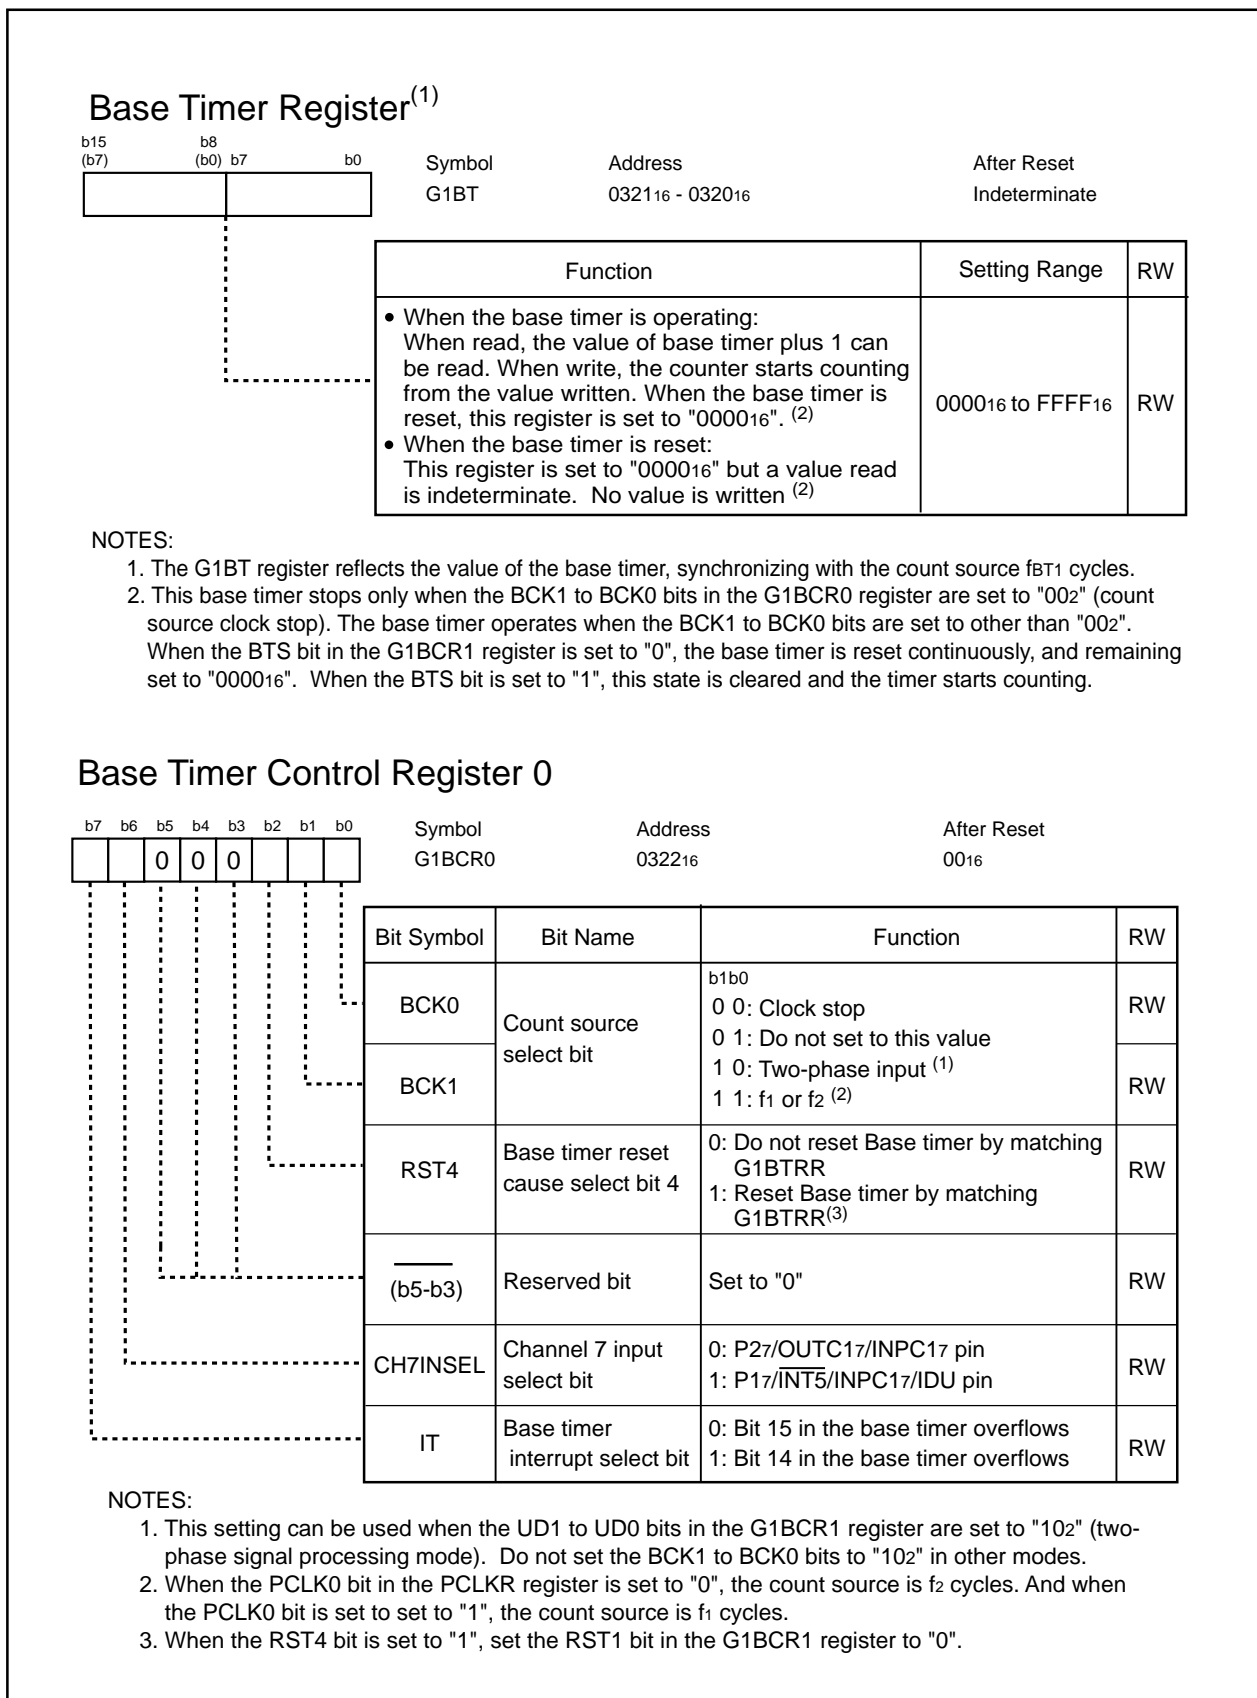 Base Timer Register(1)
b15 b8
(b7) (b0) b7 b0
Symbol Address After Reset
G1BT 032116 - 032016 Indeterminate
Function Setting Range RW
• When the base timer is operating:
When read, the value of base timer plus 1 can
be read. When write, the counter starts counting
from the value written. When the base timer is
reset, this register is set to "000016". (2)
• When the base timer is reset:
This register is set to "000016" but a value read
is indeterminate. No value is written (2)
000016 to FFFF16 RW
NOTES:
1. The G1BT register reflects the value of the base timer, synchronizing with the count source fBT1 cycles.
2. This base timer stops only when the BCK1 to BCK0 bits in the G1BCR0 register are set to "002" (count
source clock stop). The base timer operates when the BCK1 to BCK0 bits are set to other than "002".
When the BTS bit in the G1BCR1 register is set to "0", the base timer is reset continuously, and remaining
set to "000016". When the BTS bit is set to "1", this state is cleared and the timer starts counting.
Base Timer Control Register 0
b7 b6 b5 b4 b3 b2 b1 b0
0 0 0
Symbol Address After Reset
G1BCR0 032216 0016
Bit Symbol Bit Name Function RW
BCK0
BCK1
Count source
select bit
b1b0
0 0: Clock stop
0 1: Do not set to this value
1 0: Two-phase input (1)
1 1: f1 or f2 (2)
RW
RW
RST4
Base timer reset
cause select bit 4
0: Do not reset Base timer by matching
G1BTRR
1: Reset Base timer by matching
G1BTRR(3)
RW
(b5-b3) Reserved bit Set to "0" RW
CH7INSEL
Channel 7 input
select bit
0: P27/OUTC17/INPC17 pin
1: P17/INT5/INPC17/IDU pin
RW
IT
Base timer
interrupt select bit
0: Bit 15 in the base timer overflows
1: Bit 14 in the base timer overflows
RW
NOTES:
1. This setting can be used when the UD1 to UD0 bits in the G1BCR1 register are set to "102" (two-
phase signal processing mode). Do not set the BCK1 to BCK0 bits to "102" in other modes.
2. When the PCLK0 bit in the PCLKR register is set to "0", the count source is f2 cycles. And when
the PCLK0 bit is set to set to "1", the count source is f1 cycles.
3. When the RST4 bit is set to "1", set the RST1 bit in the G1BCR1 register to "0".